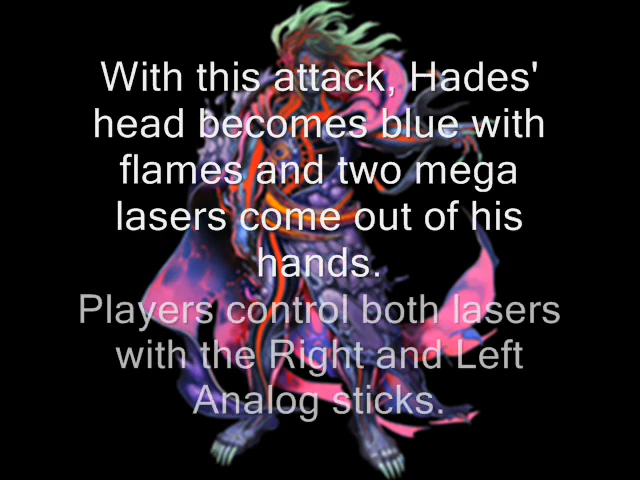 With this attack, Hades'
head becomes blue with
flames and two mega
lasers come out of his
hands.
Players control both lasers
with the Right and Left
Analog sticks.